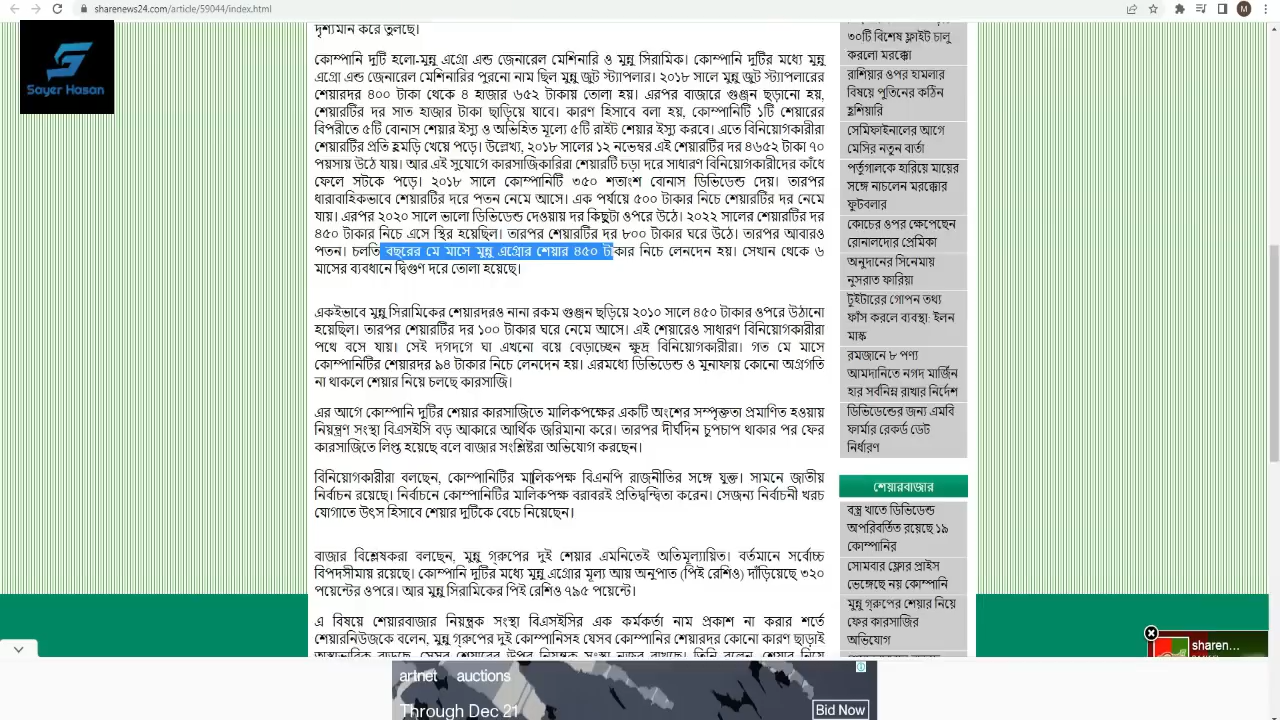 sharenews24.com/article/59044/index.html
M
Sayer Hasan
দৃশ্যমান করে তুলছে।
কোম্পানি দুটি হলো-মুন্নু এগ্রো এন্ড জেনারেল মেশিনারি ও মুন্নু সিরামিক। কোম্পানি দুটির মধ্যে মুন্নু
এগ্রো এন্ড জেনারেল মেশিনারির পুরনো নাম ছিল মুন্নু জুট স্ট্যাপলার। ২০১৮ সালে মুন্নু জুট স্ট্যাপলারের
শেয়ারদর ৪০০ টাকা থেকে ৪ হাজার ৬৫২ টাকায় তোলা হয়। এরপর বাজারে গুঞ্জন ছড়ানো হয়,
শেয়ারটির দর সাত হাজার টাকা ছাড়িয়ে যাবে। কারণ হিসাবে বলা হয়, কোম্পানিটি ১টি শেয়ারের
বিপরীতে ৫টি বোনাস শেয়ার ইস্যু ও অভিহিত মূল্যে ৫টি রাইট শেয়ার ইস্যু করবে। এতে বিনিয়োগকারীরা
শেয়ারটির প্রতি হুমড়ি খেয়ে পড়ে। উল্লেখ্য, ২০১৮ সালের ১২ নভেম্বর এই শেয়ারটির দর ৪৬৫২ টাকা ৭০
পয়সায় উঠে যায়। আর এই সুযোগে কারসাজিকারিরা শেয়ারটি চড়া দরে সাধারণ বিনিয়োগকারীদের কাঁধে
ফেলে সটকে পড়ে। ২০১৮ সালে কোম্পানিটি ৩৫০ শতাংশ বোনাস ডিভিডেন্ড দেয়। তারপর
ধারাবাহিকভাবে শেয়ারটির দরে পতন নেমে আসে। এক পর্যায়ে ৫০০ টাকার নিচে শেয়ারটির দর নেমে
যায়। এরপর ২০২০ সালে ভালো ডিভিডেন্ড দেওয়ায় দর কিছুটা ওপরে উঠে। ২০২২ সালের শেয়ারটির দর
৪৫০ টাকার নিচে এসে স্থির হয়েছিল। তারপর শেয়ারটির দর ৮০০ টাকার ঘরে উঠে। তারপর আবারও
পতন। চলতি বছরের মে মাসে মুন্নু এগ্রোর শেয়ার ৪৫০ টাকার নিচে লেনদেন হয়। সেখান থেকে ৬
মাসের ব্যবধানে দ্বিগুণ দরে তোলা হয়েছে।
একইভাবে মুন্নু সিরামিকের শেয়ারদরও নানা রকম গুঞ্জন ছড়িয়ে ২০১০ সালে ৪৫০ টাকার ওপরে উঠানো
হয়েছিল। তারপর শেয়ারটির দর ১০০ টাকার ঘরে নেমে আসে। এই শেয়ারেও সাধারণ বিনিয়োগকারীরা
পথে বসে যায়। সেই দগদগে ঘা এখনো বয়ে বেড়াচ্ছেন ক্ষুদ্র বিনিয়োগকারীরা। গত মে মাসে
কোম্পানিটির শেয়ারদর ৯৪ টাকার নিচে লেনদেন হয়। এরমধ্যে ডিভিডেন্ড ও মুনাফায় কোনো অগ্রগতি
না থাকলে শেয়ার নিয়ে চলছে কারসাজি।
এর আগে কোম্পানি দুটির শেয়ার কারসাজিতে মালিকপক্ষের একটি অংশের সম্পৃক্ততা প্রমাণিত হওয়ায়
নিয়ন্ত্রণ সংস্থা বিএসইসি বড় আকারে আর্থিক জরিমানা করে। তারপর দীর্ঘদিন চুপচাপ থাকার পর ফের
কারসাজিতে লিপ্ত হয়েছে বলে বাজার সংশ্লিষ্টরা অভিযোগ করছেন।
বিনিয়োগকারীরা বলছেন, কোম্পানিটির মালিকপক্ষ বিএনপি রাজনীতির সঙ্গে যুক্ত। সামনে জাতীয়
নির্বাচন রয়েছে। নির্বাচনে কোম্পানিটির মালিকপক্ষ বরাবরই প্রতিদ্বন্দিতা করেন। সেজন্য নির্বাচনী খরচ
যোগাতে উৎস হিসাবে শেয়ার দুটিকে বেচে নিয়েছেন।
বাজার বিশ্লেষকরা বলছেন, মুন্নু গ্রুপের দুই শেয়ার এমনিতেই অতিমূল্যায়িত। বর্তমানে সর্বোচ্চ
বিপদসীমায় রয়েছে। কোম্পানি দুটির মধ্যে মুন্নু এগ্রোর মূল্য আয় অনুপাত (পিই রেশিও) দাঁড়িয়েছে ৩২০
পয়েন্টের ওপরে। আর মুন্নু সিরামিকের পিই রেশিও ৭৯৫ পয়েন্টে।
এ বিষয়ে শেয়ারবাজার নিয়ন্ত্রক সংস্থা বিএসইসির এক কর্মকর্তা নাম প্রকাশ না করার শর্তে
শেয়ারনিউজকে বলেন, মুন্নু গ্রুপের দুই কোম্পানিসহ যেসব কোম্পানির শেয়ারদর কোনো কারণ ছাড়াই
অস্বাভাবিক বাড়ছে, সেসব শেয়ারের উপর নিয়ন্ত্রক সংস্থা নজর রাখছে। তিনি বলেন, শেয়ার নিয়ে
৩০টি বিশেষ ফ্লাইট চালু
করলো মরক্কো
রাশিয়ার ওপর হামলার
বিষয়ে পুতিনের কঠিন
হুশিয়ারি
সেমিফাইনালের আগে
মেসির নতুন বার্তা
পর্তুগালকে হারিয়ে মায়ের
সঙ্গে নাচলেন মরক্কোর
ফুটবলার
কোচের ওপর ক্ষেপেছেন
রোনালদোর প্রেমিকা
অনুদানের সিনেমায়
নুসরাত ফারিয়া
টুইটারের গোপন তথ্য
ফাঁস করলে ব্যবস্থা: ইলন
মাস্ক
রমজানে ৮ পণ্য
আমদানিতে নগদ মার্জিন
হার সর্বনিম্ন রাখার নির্দেশ
ডিভিডেন্ডের জন্য এমবি
ফার্মার রেকর্ড ডেট
নির্ধারণ
শেয়ারবাজার
বস্ত্র খাতে ডিভিডেন্ড
অপরিবর্তিত রয়েছে ১৯
কোম্পানির
সোমবার ফ্লোর প্রাইস
ভেঙ্গেছে নয় কোম্পানি
মুন্নু গ্রুপের শেয়ার নিয়ে
ফের কারসাজির
অভিযোগ
sharen...
artnet auctions
Through Dec 21
Bid Now